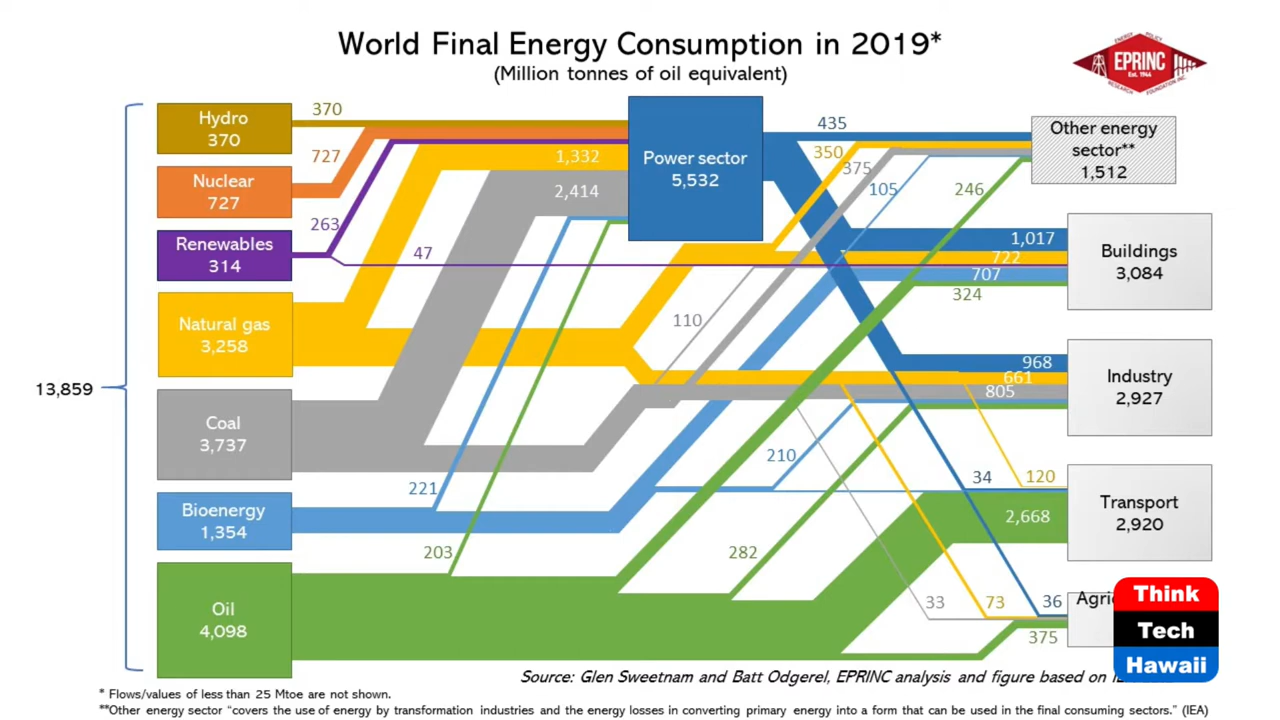 World Final Energy Consumption in 2019*
(Million tonnes of oil equivalent)
ENERGY POLICY
EPRINC
Est. 1944
RESEARCH FOUNDATION INC.
Hydro
370
Nuclear
727
Renewables
314
Natural gas
3,258
Coal
3,737
Bioenergy
1,354
Oil
4,098
13,859
370
727
263
47
1,332
2,414
221
203
Power sector
5,532
435
350
375
105
246
1,017
722
707
324
110
968
661
805
210
282
34
120
2,668
33
73
36
375
Other energy
sector**
1,512
Buildings
3,084
Industry
2,927
Transport
2,920
Think
Tech
Hawaii
Source: Glen Sweetnam and Batt Odgerel, EPRINC analysis and figure based on
* Flows/values of less than 25 Mtoe are not shown.
**Other energy sector “covers the use of energy by transformation industries and the energy losses in converting primary energy into a form that can be used in the final consuming sectors.” (IEA)